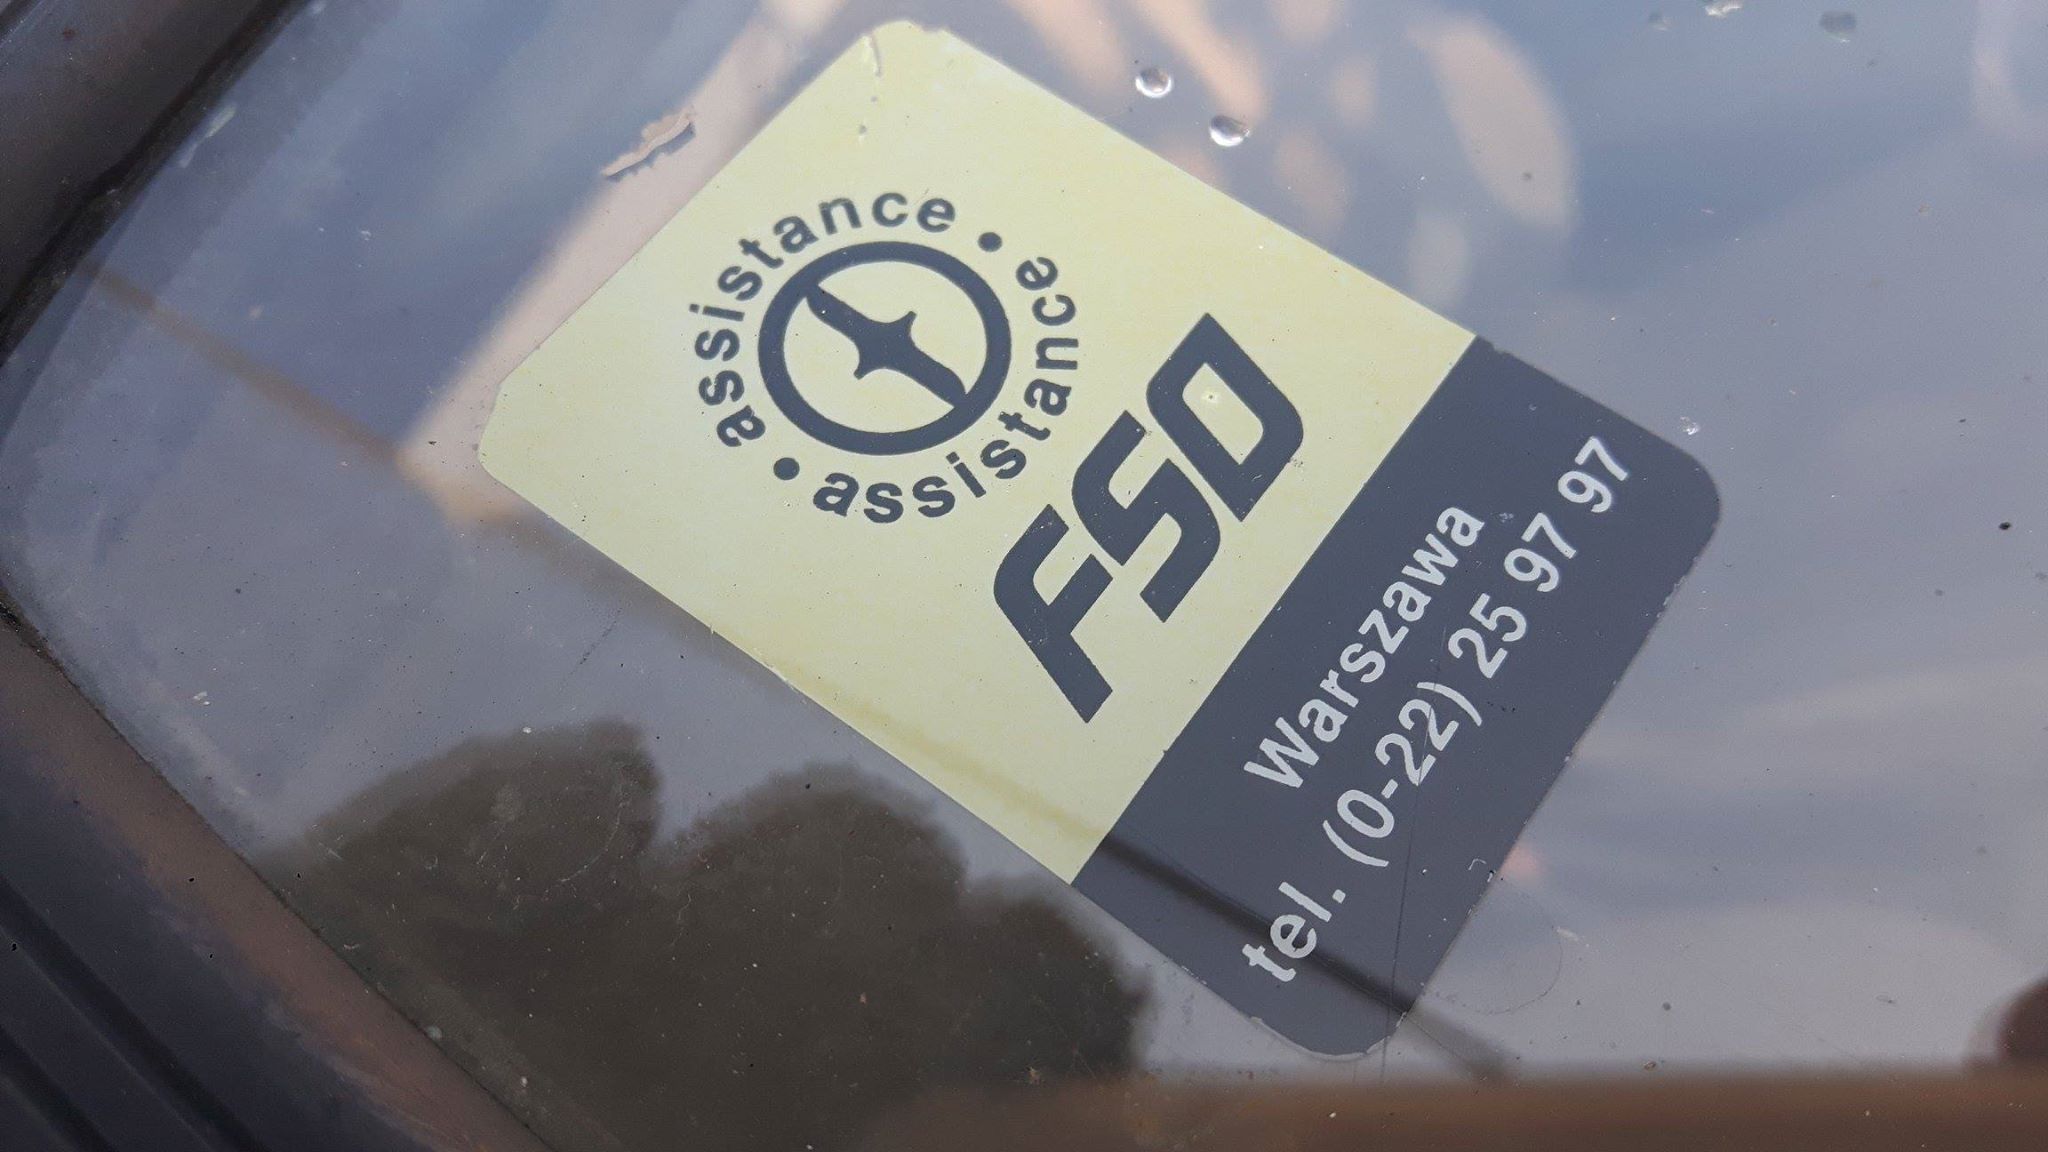 assistance • assistance • assistance
FSO
Warszawa
tel. (0-22) 25 97 97